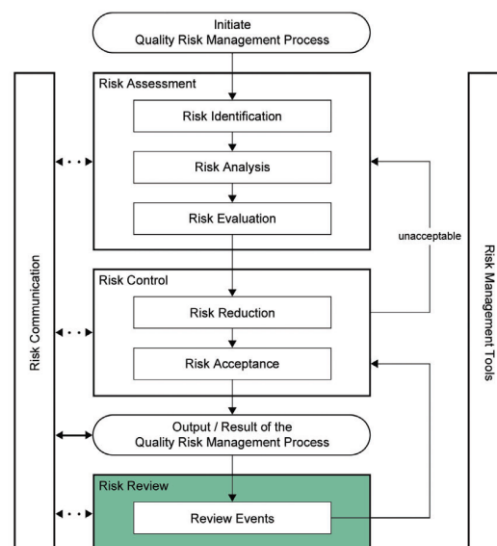 Initiate
Quality Risk Management Process
Risk Assessment
Risk Identification
Risk Analysis
Risk Evaluation
unacceptable
Risk Communication
Risk Management Tools
Risk Control
Risk Reduction
Risk Acceptance
Output / Result of the
Quality Risk Management Process
Risk Review
Review Events